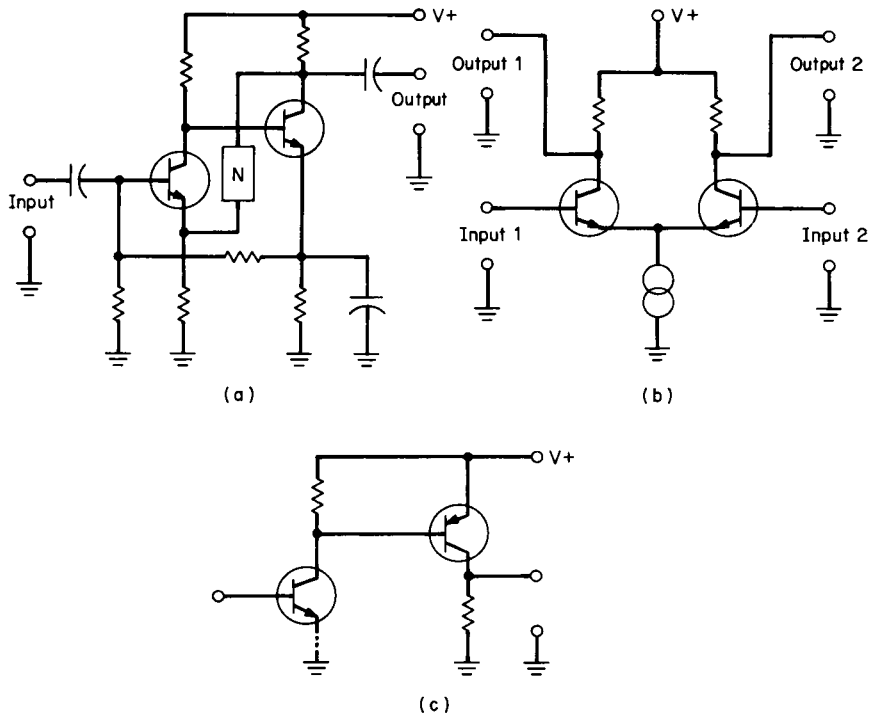 V+
Output
N
Input
(a)
V+
Output 1
Output 2
Input 1
Input 2
(b)
V+
(c)